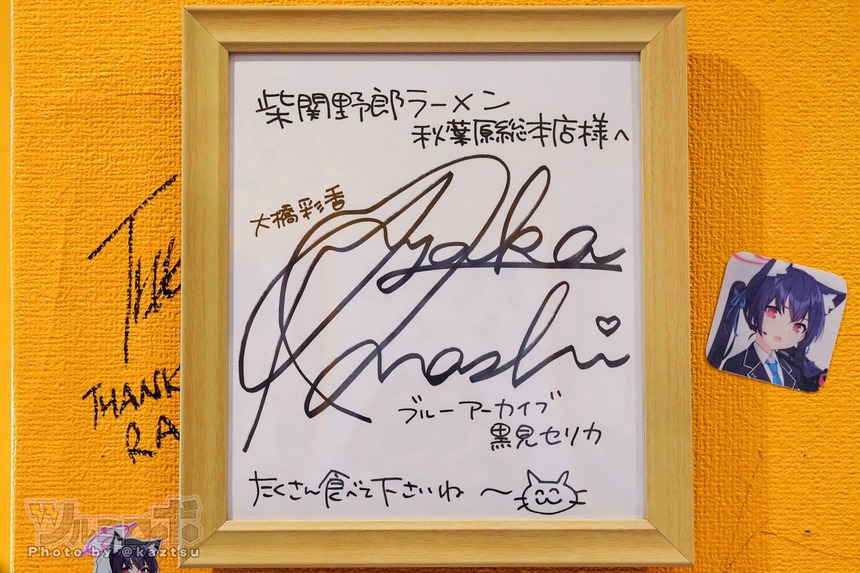 柴関野郎ラーメン
秋葉原総本店様へ
大橋彩香
Ayaka
Ohashi
ブルーアーカイブ
黒見セリカ
たくさん食べて下さいね 〜
THANK
RA
Photo by @kaztsu